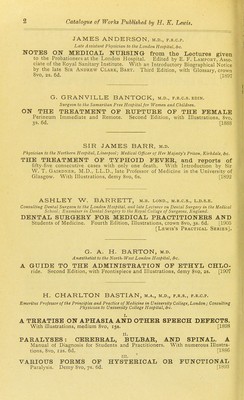 2 Catalogue of Works Published by H. K. Lewis.
JAMES ANDERSON, M.D., F.R.C.P.
Late Assistant Physician to the London Hospital, &c.
NOTES ON MEDICAL NURSING from the Lectures given
to the Probationers at the London Hospital. Edited by E. F. LAMPORT, Asso-
ciate of the Royal Sanitary Institute. With an Introductory Biographical Notice
by the late SIR ANDREW CLARK, BART. Third Edition, with Glossary, crown
8vo, 2s. 6d.
G. GRANVILLE BANTOCK, M.D., F.R.C.S. EDIN.
Surgeon to the Samaritan Free Hospital for Women and Children.
ON THE TREATMENT OF RUPTURE OF THE FEMALE
Perineum Immediate and Remote. Second Edition, with Illustrations, 8vo,
3s. 6d. [1888
SIR JAMES BARR, M.D.
Physician to the Northern Hospital, Liverpool; Medical Officer of Her Majesty's Prison, Kirkdale, &c.
THE TREATMENT OF TYPHOID FEVER, and reports of
fifty-five consecutive cases with only one death. With Introduction by SIR
W. T. GAIRDNER, M.D., LL.D., late Professor of Medicine in the University of
Glasgow. With Illustrations, demy 8vo, 6s. [1892
ASHLEY W. BARRETT, M.B. LOND., M.R.C.S., L.D.S.E.
Consulting Dental Surgeon to the London Hospital, and late Lecturer on Dental Surgery in the Medical
School; Examiner in Dental Surgery to the Royal College of Surgeons, England.
DENTAL SURGERY FOR MEDICAL PRACTITIONERS AND
Students of Medicine. Fourth Edition, Illustrations, crown 8vo, 3s. 6d. [1905
[LEWIS'S PRACTICAL SERIES].
G. A. H. BARTON, M.D.
Anæsthetist to the North-West London Hospital, &c.
A GUIDE TO THE ADMINISTRATION OF ETHYL CHLO-
ride. Second Edition, with Frontispiece and Illustrations, demy 8vo, 2s. [1907
H. CHARLTON BASTIAN, M.A., M.D., F.R.S., F.R.C.P.
Emeritus Professor of the Principles and Practice of Medicine in University College, London; Consulting
Physician to University College Hospital, &c.
I.
A TREATISE ON APHASIA AND OTHER SPEECH DEFECTS.
With illustrations, medium 8vo, 15s. [1898
II.
PARALYSES: CEREBRAL, BULBAR, AND SPINAL. A
Manual of Diagnosis for Students and Practitioners. With numerous Illustra-
tions, 8vo, 12s. 6d. [1886
III.
VARIOUS FORMS OF HYSTERICAL OR FUNCTIONAL
Paralysis. Demy 8vo, 7s. 6d. [1893